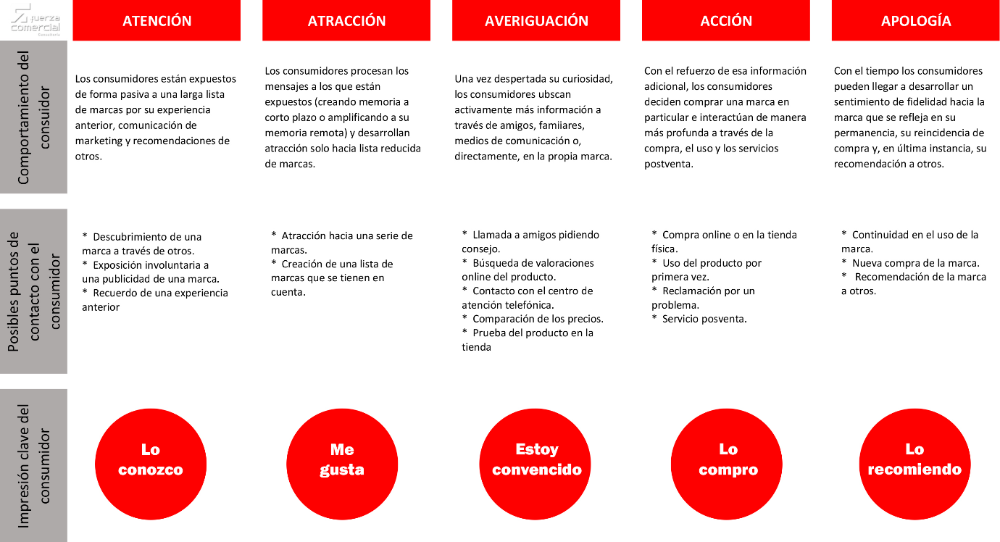 fuerza
comercial
Consultoría
ATENCIÓN
ATRACCIÓN
AVERIGUACIÓN
ACCIÓN
APOLOGÍA
Comportamiento del
consuidor
Los consumidores están expuestos
de forma pasiva a una larga lista
de marcas por su experiencia
anterior, comunicación de
marketing y recomendaciones de
otros.
Los consumidores procesan los
mensajes a los que están
expuestos (creando memoria a
corto plazo o amplificando a su
memoria remota) y desarrollan
atracción solo hacia lista reducida
de marcas.
Una vez despertada su curiosidad,
los consumidores ubscan
activamente más información a
través de amigos, famiiares,
medios de comunicación o,
directamente, en la propia marca.
Con el refuerzo de esa información
adicional, los consumidores
deciden comprar una marca en
particular e interactúan de manera
más profunda a través de la
compra, el uso y los servicios
postventa.
Con el tiempo los consumidores
pueden llegar a desarrollar un
sentimiento de fidelidad hacia la
marca que se refleja en su
permanencia, su reincidencia de
compra y, en última instancia, su
recomendación a otros.
Posibles puntos de
contacto con el
consumidor
* Descubrimiento de una
marca a través de otros.
* Exposición involuntaria a
una publicidad de una marca.
* Recuerdo de una experiencia
anterior
* Atracción hacia una serie de
marcas.
* Creación de una lista de
marcas que se tienen en
cuenta.
* Llamada a amigos pidiendo
consejo.
* Búsqueda de valoraciones
online del producto.
* Contacto con el centro de
atención telefónica.
* Comparación de los precios.
* Prueba del producto en la
tienda
* Compra online o en la tienda
física.
* Uso del producto por
primera vez.
* Reclamación por un
problema.
* Servicio posventa.
* Continuidad en el uso de la
marca.
* Nueva compra de la marca.
* Recomendación de la marca
a otros.
Impresión clave del
consumidor
Lo
conozco
Me
gusta
Estoy
convencido
Lo
compro
Lo
recomiendo